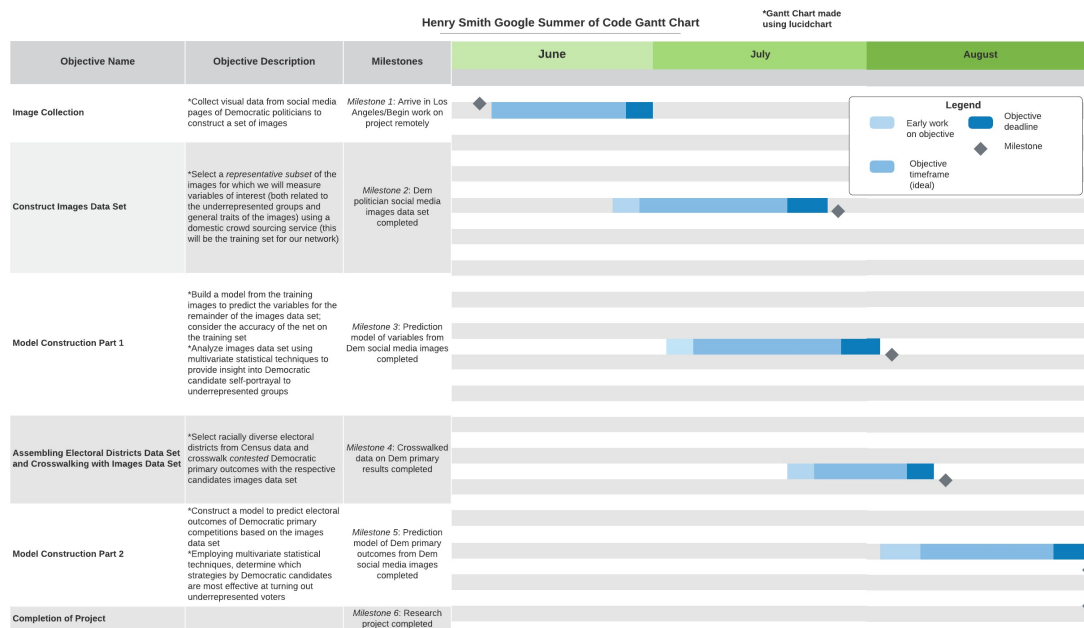 Henry Smith Google Summer of Code Gantt Chart
*Gantt Chart made
using lucidchart
Objective Name
Objective Description
Milestones
June
July
August
Image Collection
*Collect visual data from social media
pages of Democratic politicians to
construct a set of images
Milestone 1: Arrive in Los
Angeles/Begin work on
project remotely
Legend
Early work
on objective
Objective
deadline
Milestone
Objective
timeframe
(ideal)
Construct Images Data Set
*Select a representative subset of the
images for which we will measure
variables of interest (both related to
the underrepresented groups and
general traits of the images) using a
domestic crowd sourcing service (this
will be the training set for our network)
Milestone 2: Dem
politician social media
images data set
completed
Model Construction Part 1
*Build a model from the training
images to predict the variables for the
remainder of the images data set;
consider the accuracy of the net on
the training set
*Analyze images data set using
multivariate statistical techniques to
provide insight into Democratic
candidate self-portrayal to
underrepresented groups
Milestone 3: Prediction
model of variables from
Dem social media images
completed
Assembling Electoral Districts Data Set
and Crosswalking with Images Data Set
*Select racially diverse electoral
districts from Census data and
crosswalk contested Democratic
primary outcomes with the respective
candidates images data set
Milestone 4: Crosswalked
data on Dem primary
results completed
Model Construction Part 2
*Construct a model to predict electoral
outcomes of Democratic primary
competitions based on the images
data set
*Employing multivariate statistical
techniques, determine which
strategies by Democratic candidates
are most effective at turning out
underrepresented voters
Milestone 5: Prediction
model of Dem primary
outcomes from Dem
social media images
completed
Completion of Project
Milestone 6: Research
project completed